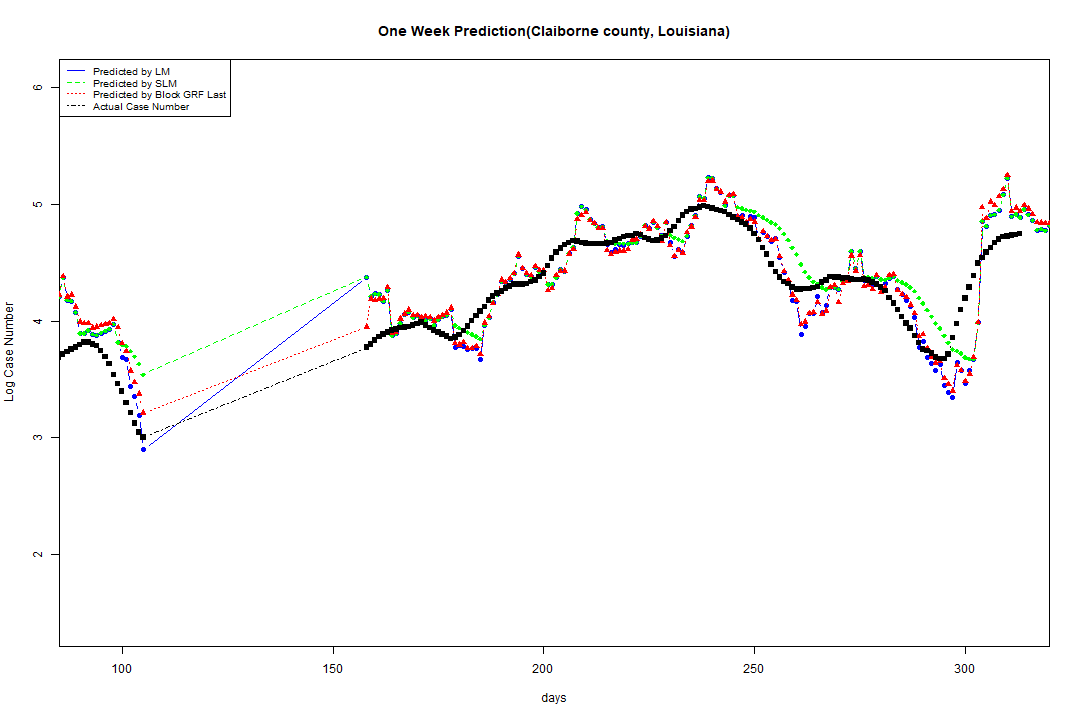 One Week Prediction(Claiborne county, Louisiana)
Predicted by LM
Predicted by SLM
Predicted by Block GRF Last
Actual Case Number
Log Case Number
6
5
4
3
2
100 150 200 250 300
days